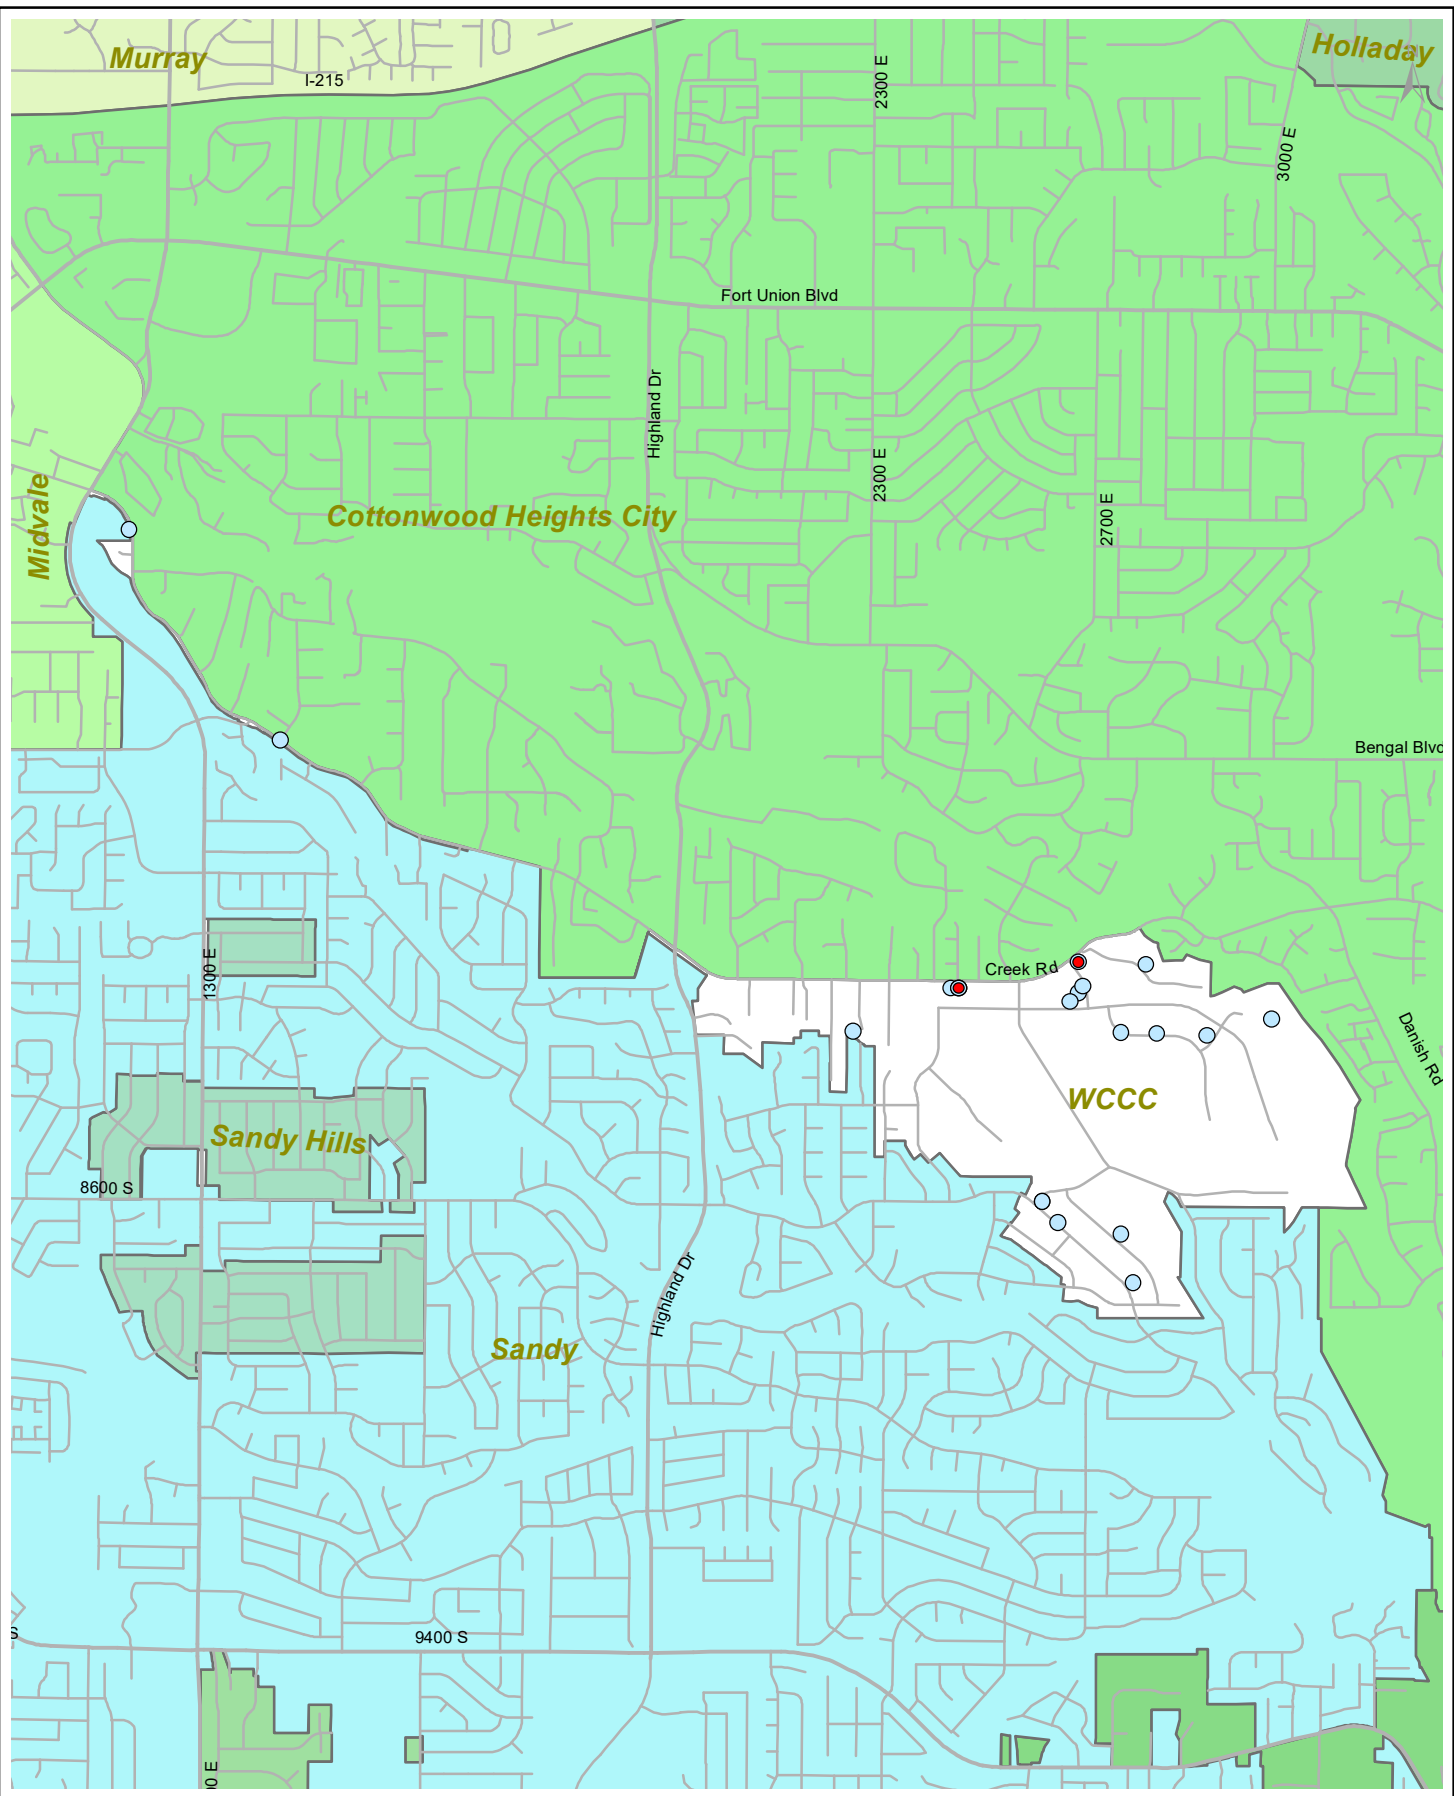 Murray
Holladay
I-215
2300 E
3000 E
Fort Union Blvd
Highland Dr
2300 E
2700 E
Midvale
Cottonwood Heights City
Bengal Blvd
1300 E
Creek Rd
Danish Rd
WCCC
Sandy Hills
8600 S
Highland Dr
Sandy
9400 S
S
00 E